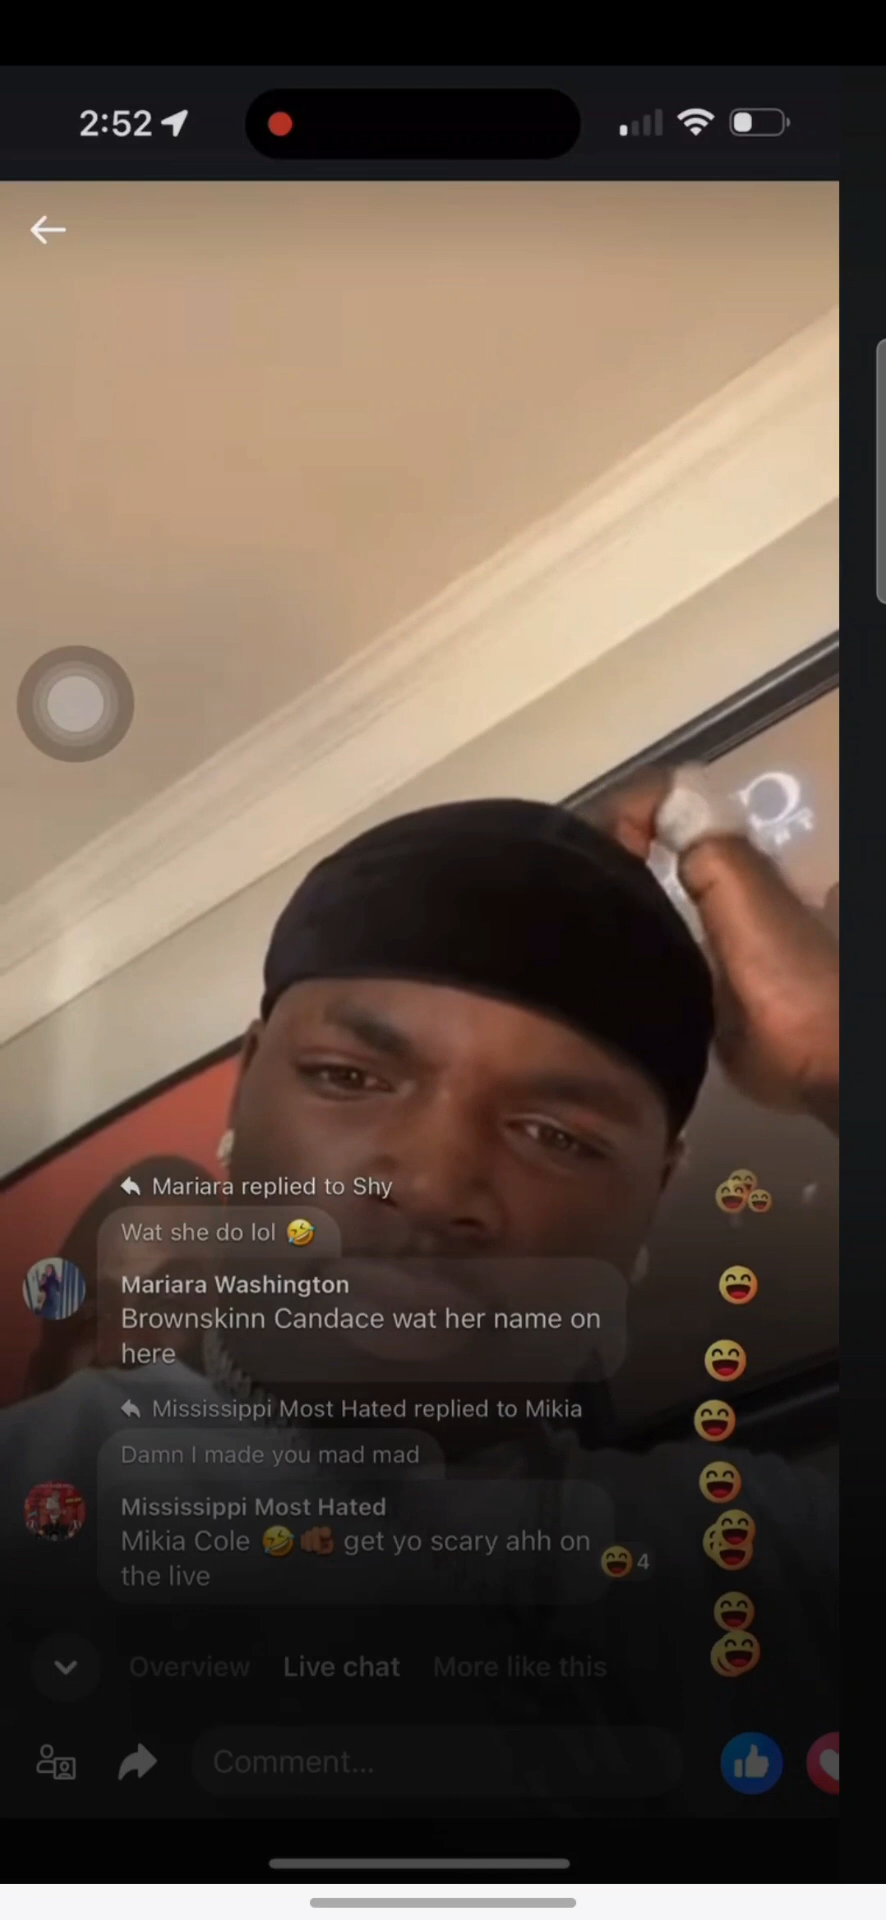 2:52
Mariara replied to Shy
Wat she do lol 🤣
Mariara Washington
Brownskinn Candace wat her name on
here
Mississippi Most Hated replied to Mikia
Damn I made you mad mad
Mississippi Most Hated
Mikia Cole 🤣🫵🏾 get yo scary ahh on
the live
4
Overview Live chat More like this
Comment...